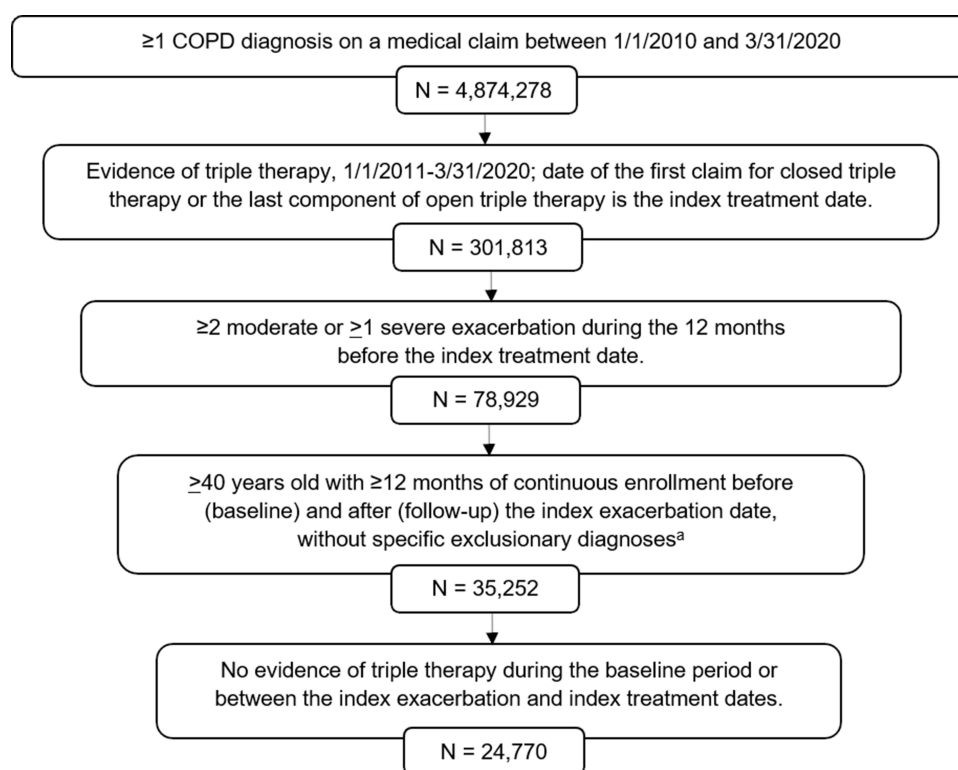 ≥1 COPD diagnosis on a medical claim between 1/1/2010 and 3/31/2020
N = 4,874,278
Evidence of triple therapy, 1/1/2011-3/31/2020; date of the first claim for closed triple
therapy or the last component of open triple therapy is the index treatment date.
N = 301,813
≥2 moderate or ≥1 severe exacerbation during the 12 months
before the index treatment date.
N = 78,929
≥40 years old with ≥12 months of continuous enrollment before
(baseline) and after (follow-up) the index exacerbation date,
without specific exclusionary diagnosesᵃ
N = 35,252
No evidence of triple therapy during the baseline period or
between the index exacerbation and index treatment dates.
N = 24,770